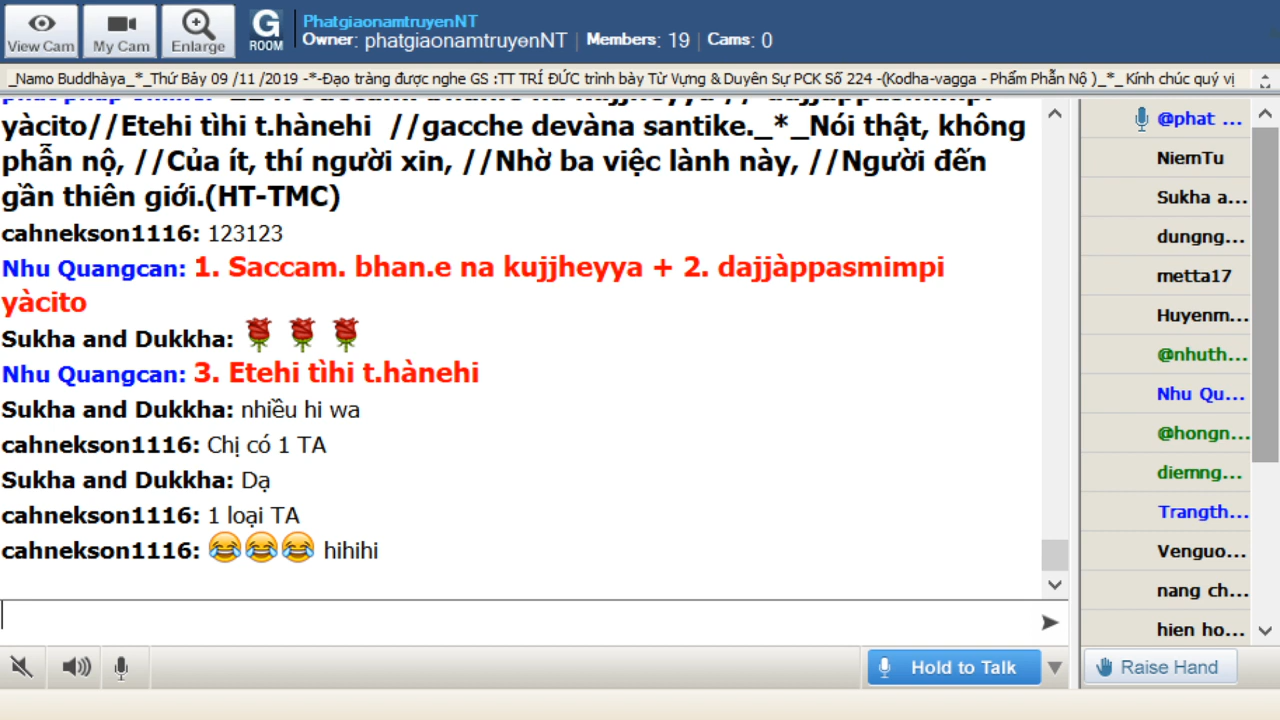 View Cam
My Cam
Enlarge
G
ROOM
PhatgiaonamtruyenNT
Owner: phatgiaonamtruyenNT | Members: 19 | Cams: 0
_Namo Buddhàya_*_Thứ Bảy 09 /11 /2019 -*-Đạo tràng được nghe GS :TT TRÍ ĐỨC trình bày Từ Vựng & Duyên Sự PCK Số 224 -(Kodha-vagga - Phẩm Phẫn Nộ )_*_ Kính chúc quý vị
yàcito//Etehi tìhi t.hànehi //gacche devàna santike._*_Nói thật, không
phẫn nộ, //Của ít, thí người xin, //Nhờ ba việc lành này, //Người đến
gần thiên giới.(HT-TMC)
cahnekson1116: 123123
Nhu Quangcan: 1. Saccam. bhan.e na kujjheyya + 2. dajjàppasmimpi
yàcito
Sukha and Dukkha: 🌹 🌹 🌹
Nhu Quangcan: 3. Etehi tìhi t.hànehi
Sukha and Dukkha: nhiều hi wa
cahnekson1116: Chị có 1 TA
Sukha and Dukkha: Dạ
cahnekson1116: 1 loại TA
cahnekson1116: 😂😂😂 hihihi
@phat ...
NiemTu
Sukha a...
dungng...
metta17
Huyenm...
@nhuth...
Nhu Qu...
@hongn...
diemng...
Trangth...
Venguo...
nang ch...
hien ho...
Hold to Talk
Raise Hand